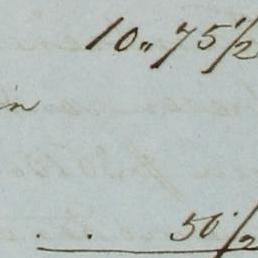 10„75½
in
. . 50½